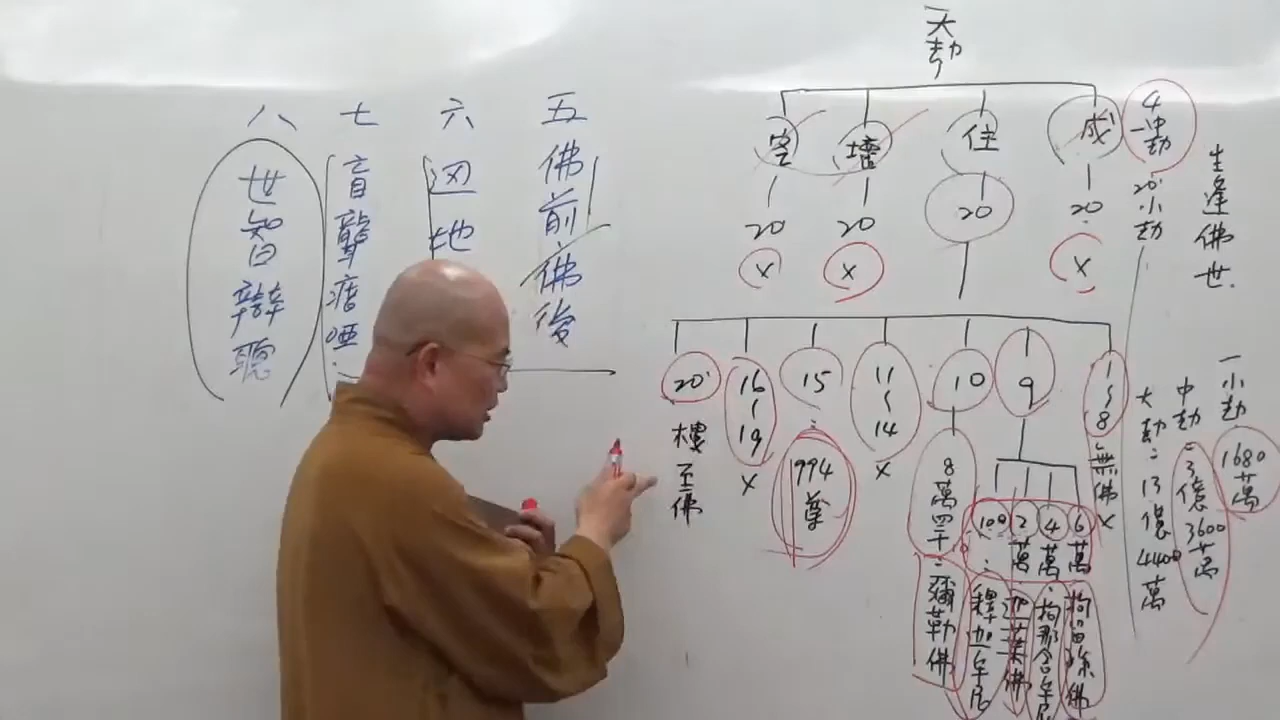 一大劫
成
住
壞
空
20
20
20
20
x
x
x
4中劫
20小劫
生逢佛世
一小劫
1680萬
中劫=3億3600萬
大劫=13億4400萬
1~8
無佛x
9
6萬
拘留孫佛
4萬
拘那含牟尼
2萬
迦葉佛
100
釋迦牟尼
10
8萬四千
彌勒佛
11~14
x
15
994尊
16~19
x
20
樓至佛
五
佛前佛後
六
边地
七
盲聾瘖啞
八
世智辯聰